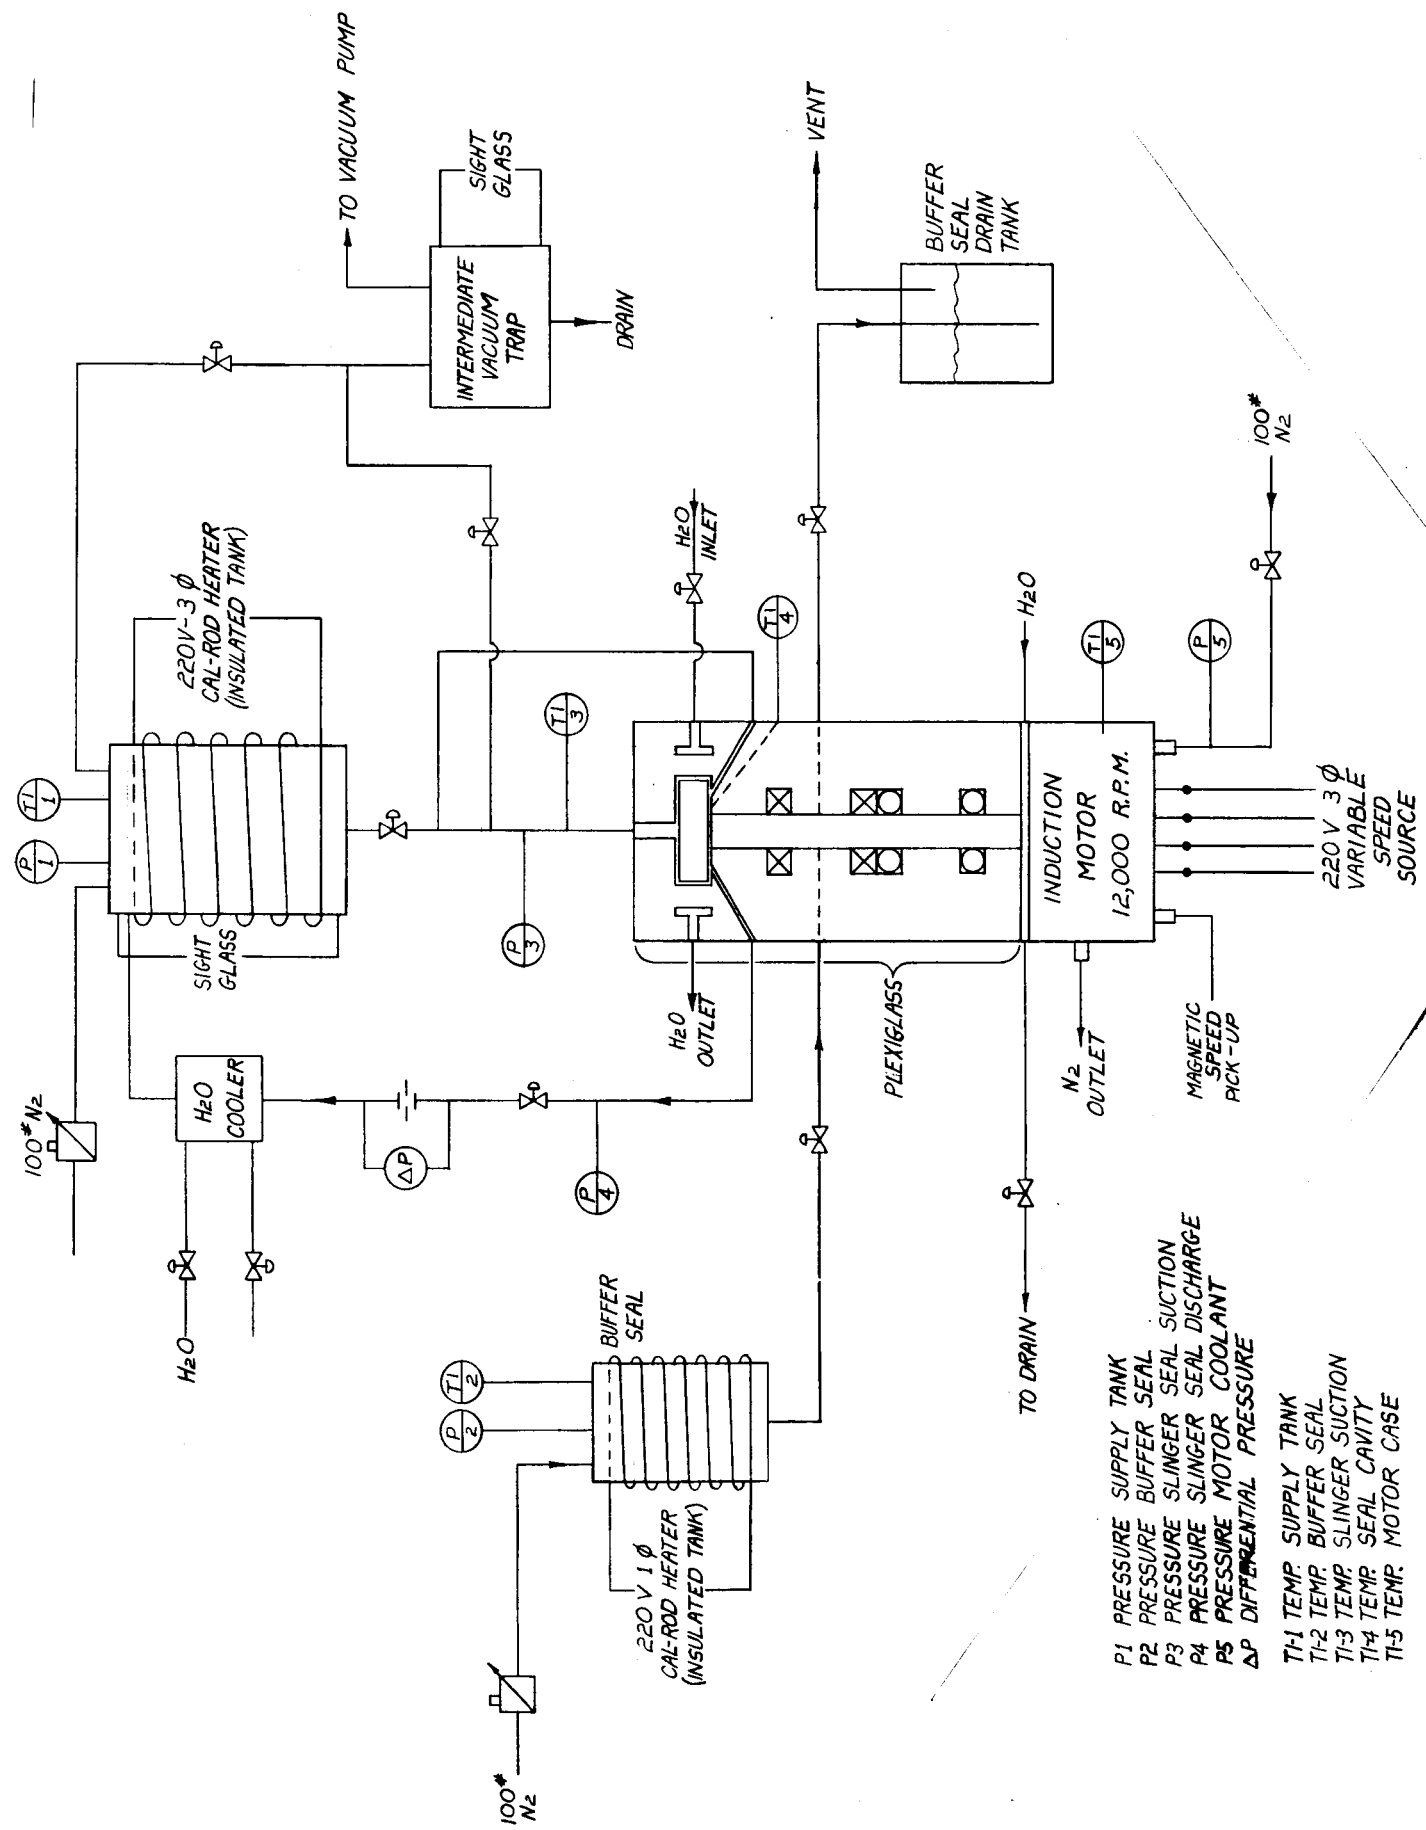 TO VACUUM PUMP
SIGHT
GLASS
INTERMEDIATE
VACUUM
TRAP
DRAIN
VENT
BUFFER
SEAL
DRAIN
TANK
220V-3 Ø
CAL-ROD HEATER
(INSULATED TANK)
TI
1
P
1
SIGHT
GLASS
100# N2
H2O
COOLER
H2O
ΔP
P
4
P
3
TI
3
H2O
INLET
TI
4
H2O
OUTLET
PLEXIGLASS
H2O
INDUCTION
MOTOR
12,000 R.P.M.
TI
5
P
5
100#
N2
220V 3Ø
VARIABLE
SPEED
SOURCE
N2
OUTLET
MAGNETIC
SPEED
PICK-UP
BUFFER
SEAL
TI
2
P
2
220V 1Ø
CAL-ROD HEATER
(INSULATED TANK)
100#
N2
TO DRAIN
P1 PRESSURE SUPPLY TANK
P2 PRESSURE BUFFER SEAL
P3 PRESSURE SLINGER SEAL SUCTION
P4 PRESSURE SLINGER SEAL DISCHARGE
P5 PRESSURE MOTOR COOLANT
ΔP DIFFERENTIAL PRESSURE
TI-1 TEMP. SUPPLY TANK
TI-2 TEMP. BUFFER SEAL
TI-3 TEMP. SLINGER SUCTION
TI-4 TEMP. SEAL CAVITY
TI-5 TEMP. MOTOR CASE